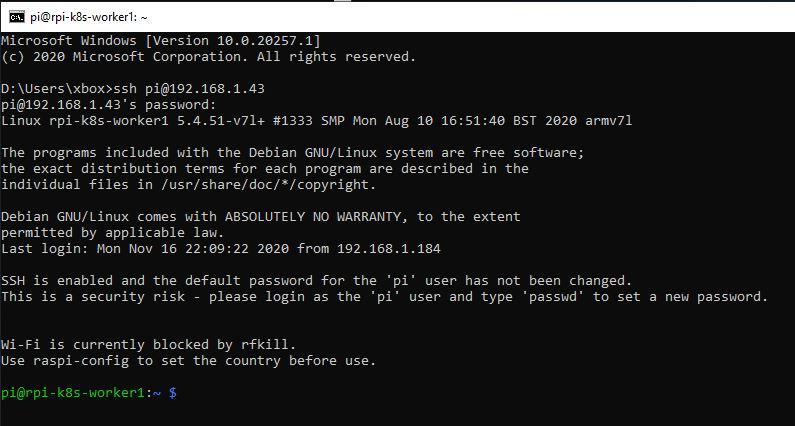 pi@rpi-k8s-worker1: ~
Microsoft Windows [Version 10.0.20257.1]
(c) 2020 Microsoft Corporation. All rights reserved.
D:\Users\xbox>ssh pi@192.168.1.43
pi@192.168.1.43's password:
Linux rpi-k8s-worker1 5.4.51-v7l+ #1333 SMP Mon Aug 10 16:51:40 BST 2020 armv7l
The programs included with the Debian GNU/Linux system are free software;
the exact distribution terms for each program are described in the
individual files in /usr/share/doc/*/copyright.
Debian GNU/Linux comes with ABSOLUTELY NO WARRANTY, to the extent
permitted by applicable law.
Last login: Mon Nov 16 22:09:22 2020 from 192.168.1.184
SSH is enabled and the default password for the 'pi' user has not been changed.
This is a security risk - please login as the 'pi' user and type 'passwd' to set a new password.
Wi-Fi is currently blocked by rfkill.
Use raspi-config to set the country before use.
pi@rpi-k8s-worker1:~ $